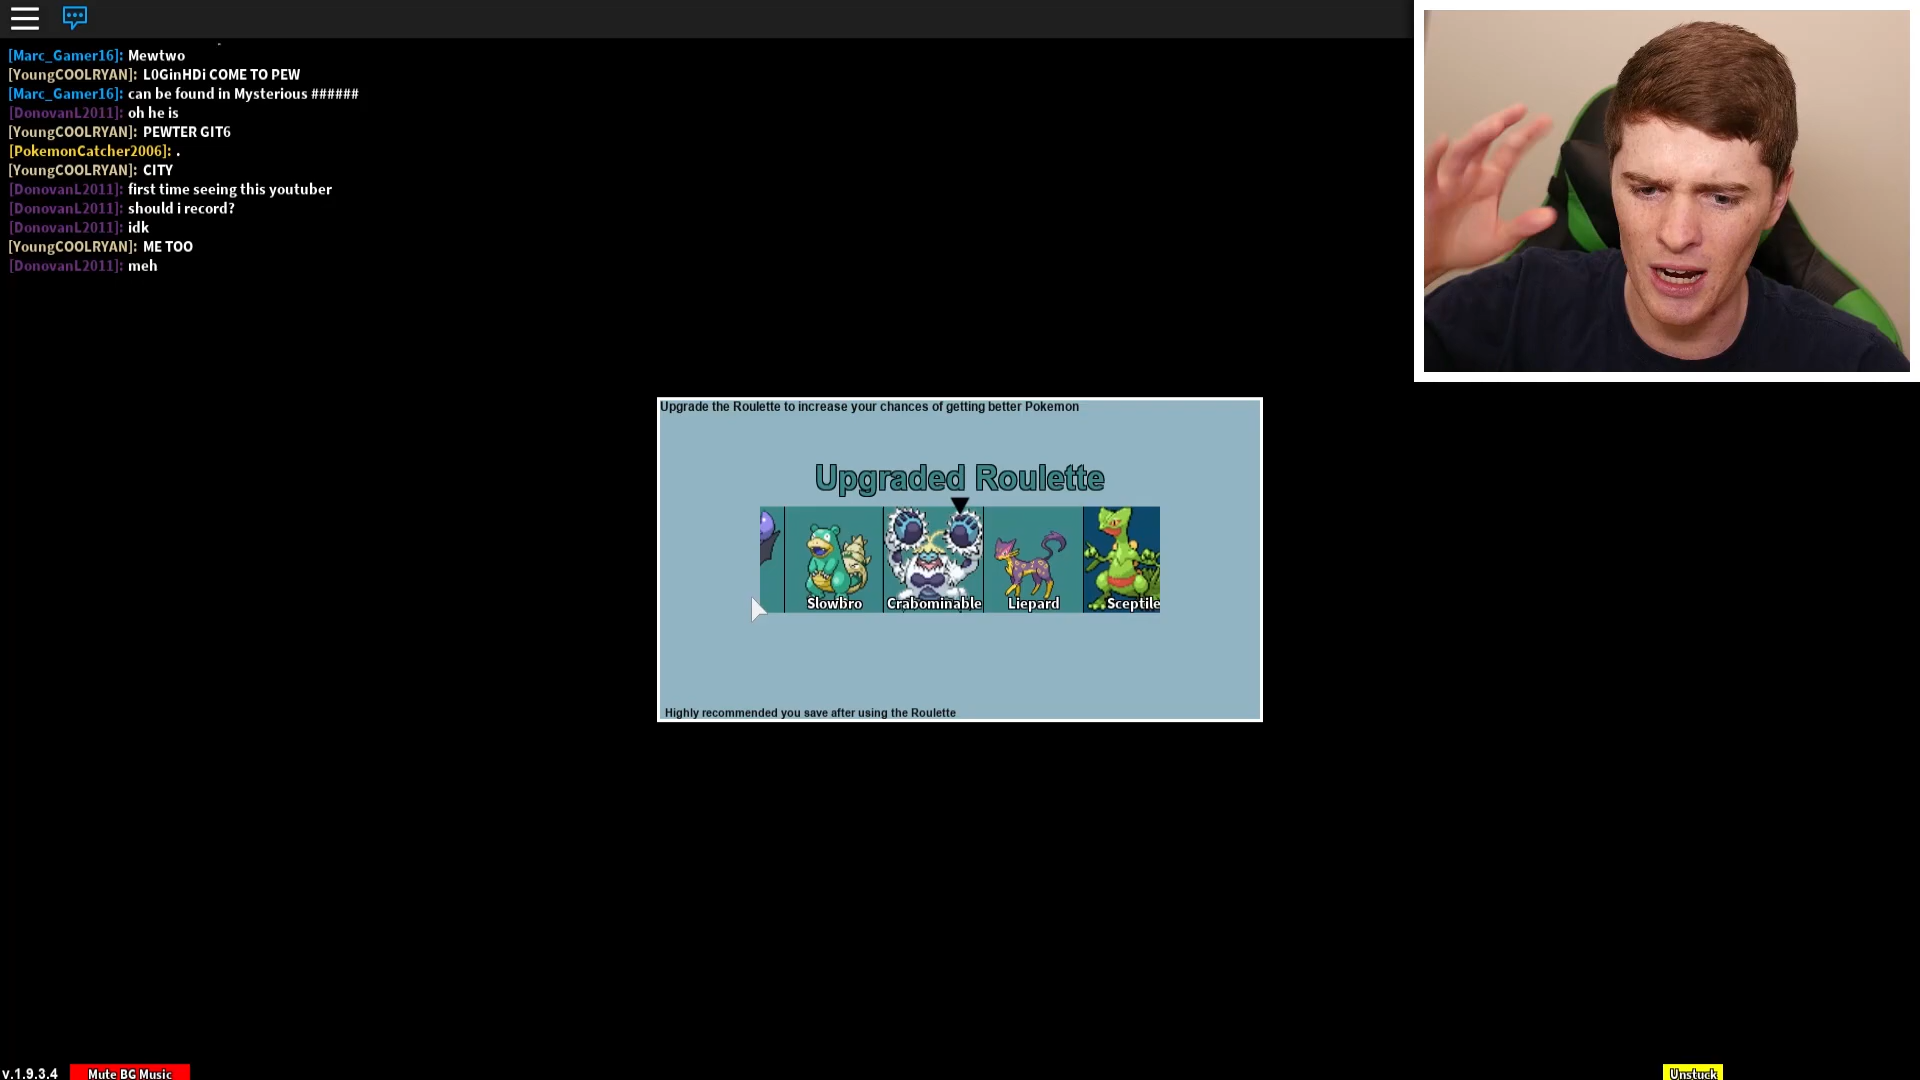 [Marc_Gamer16]: Mewtwo
[YoungCOOLRYAN]: L0GinHDi COME TO PEW
[Marc_Gamer16]: can be found in Mysterious ######
[DonovanL2011]: oh he is
[YoungCOOLRYAN]: PEWTER GIT6
[PokemonCatcher2006]: .
[YoungCOOLRYAN]: CITY
[DonovanL2011]: first time seeing this youtuber
[DonovanL2011]: should i record?
[DonovanL2011]: idk
[YoungCOOLRYAN]: ME TOO
[DonovanL2011]: meh
Upgrade the Roulette to increase your chances of getting better Pokemon
Upgraded Roulette
Slowbro Crabominable Liepard Sceptile
Highly recommended you save after using the Roulette
v.1.9.3.4 Mute BG Music Unstuck